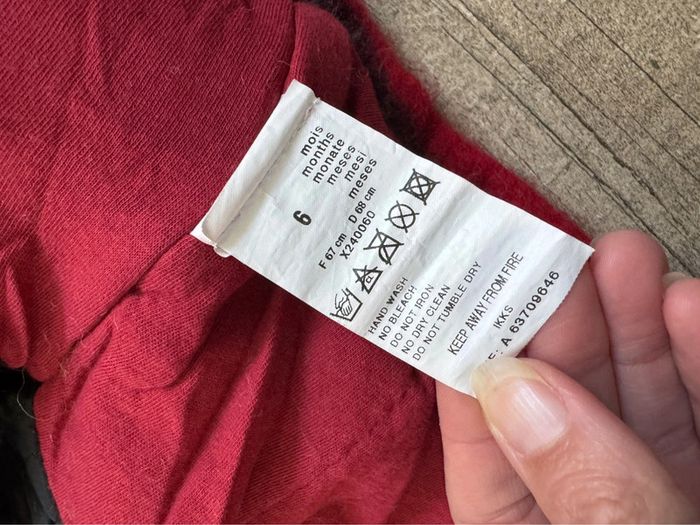 mois
months
monate
meses
mesi
meses
6
F 67 cm D 68 cm
X240060
HAND WASH
NO BLEACH
DO NOT IRON
NO DRY CLEAN
DO NOT TUMBLE DRY
KEEP AWAY FROM FIRE
IKKS
E: A 63709646